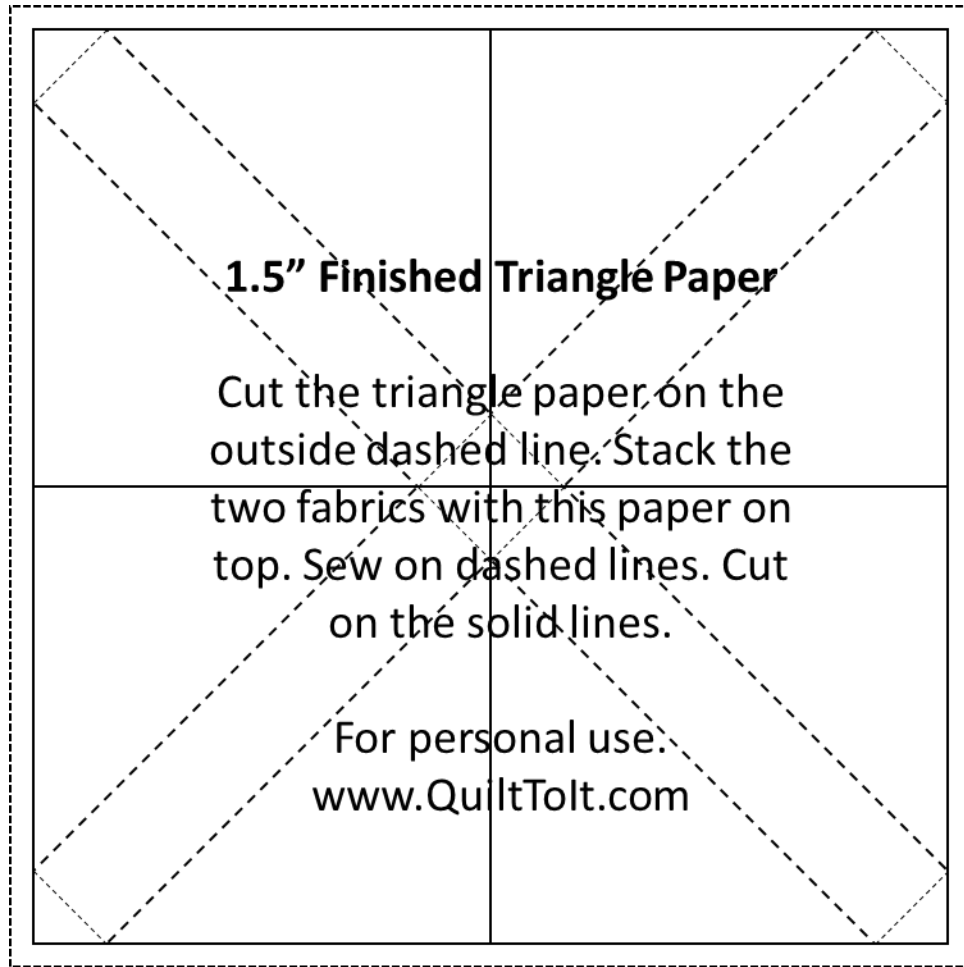 1.5” Finished Triangle Paper
Cut the triangle paper on the
outside dashed line. Stack the
two fabrics with this paper on
top. Sew on dashed lines. Cut
on the solid lines.
For personal use.
www.QuiltToIt.com